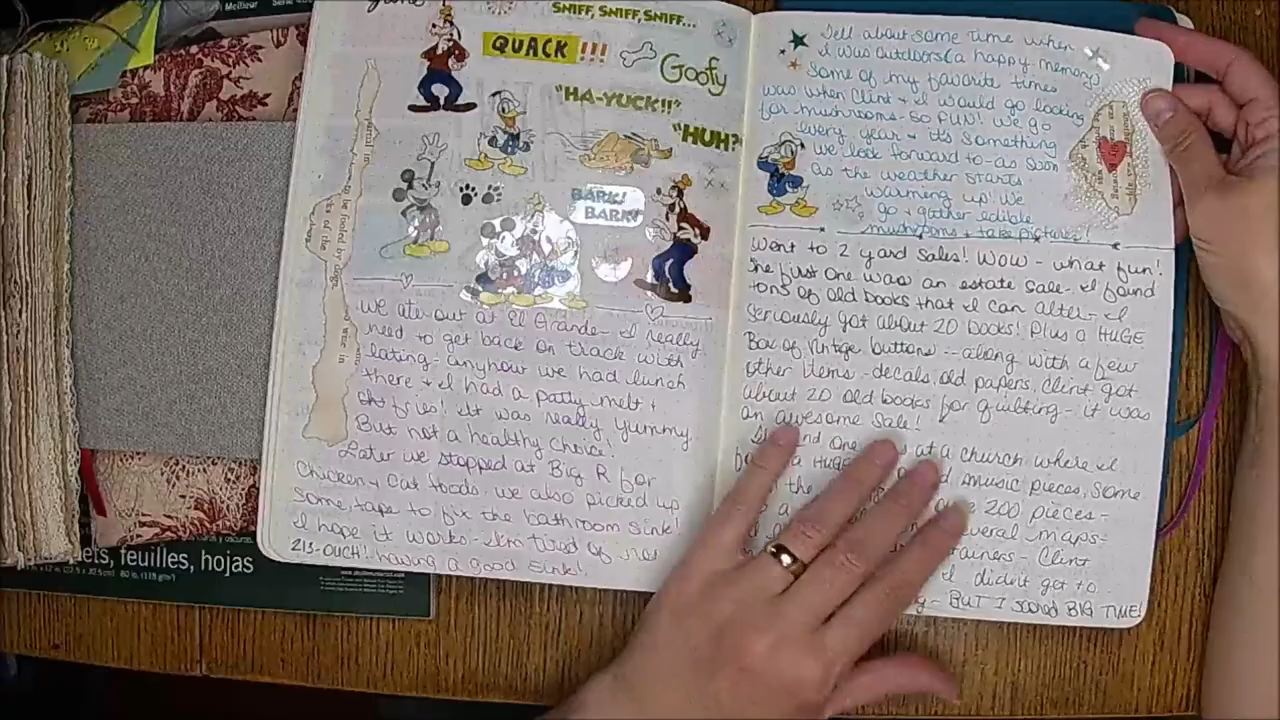 Meilleur
June
SNIFF, SNIFF, SNIFF...
QUACK !!!
Goofy
"HA-YUCK!!"
"HUH?
BARK!
BARK!
We ate out at El Grande - I really
need to get back on track with
eating - anyhow we had lunch
there + I had a patty melt +
fries! It was really yummy
But not a healthy choice!
Later we stopped at Big R for
Chicken + Cat foods. We also picked up
some tape to fix the bathroom sink!
I hope it works - I'm tired of not
213-OUCH! having a good sink!
Tell about some time when
I was outdoors (a happy memory)
Some of my favorite times
was when Clint + I would go looking
for mushrooms - SO FUN! We go
every year + it's something
we look forward to - as soon
as the weather starts
warming up! We
go + gather edible
mushrooms + take pictures!
Went to 2 yard sales! WOW - what fun!
The first one was an estate sale - I found
tons of old books that I can alter - I
seriously got about 20 books! Plus a HUGE
Box of vintage buttons -- along with a few
other items - decals, old papers, Clint got
about 20 old books for quilting - it was
an awesome sale!
one at a church where I
a HUGE music pieces, some
the 200 pieces -
several maps -
Clint
I didn't get to
- BUT I scored BIG TIME!
feuilles, hojas